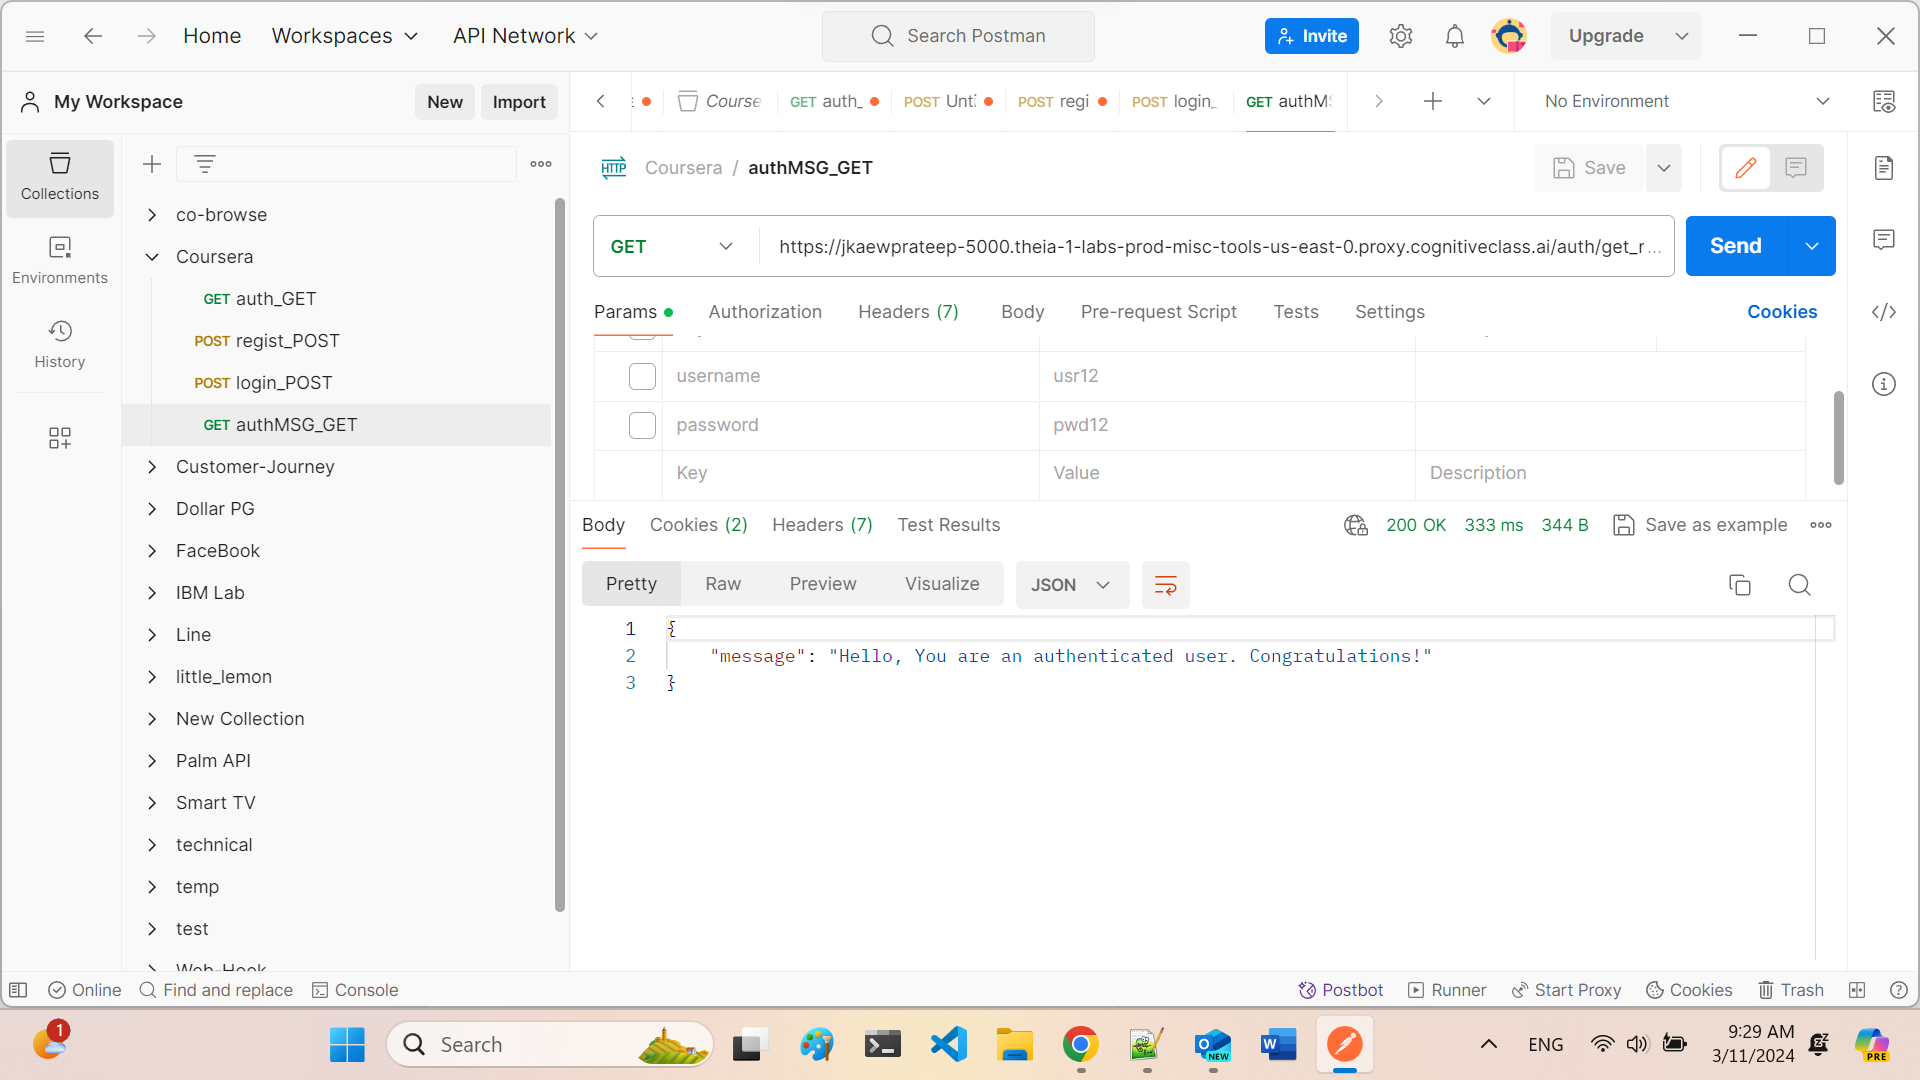 Home Workspaces API Network Search Postman Invite Upgrade
My Workspace New Import
Course GET auth_ POST Unti POST regi POST login_ GET authMS No Environment
Collections
Environments
History
co-browse
Coursera
GET auth_GET
POST regist_POST
POST login_POST
GET authMSG_GET
Customer-Journey
Dollar PG
FaceBook
IBM Lab
Line
little_lemon
New Collection
Palm API
Smart TV
technical
temp
test
Web-Hook
HTTP Coursera / authMSG_GET Save
GET https://jkaewprateep-5000.theia-1-labs-prod-misc-tools-us-east-0.proxy.cognitiveclass.ai/auth/get_r... Send
Params Authorization Headers (7) Body Pre-request Script Tests Settings Cookies
username usr12
password pwd12
Key Value Description
Body Cookies (2) Headers (7) Test Results 200 OK 333 ms 344 B Save as example
Pretty Raw Preview Visualize JSON
1 {
2 "message": "Hello, You are an authenticated user. Congratulations!"
3 }
Online Find and replace Console Postbot Runner Start Proxy Cookies Trash
1 Search NEW W ENG 9:29 AM PRE
3/11/2024